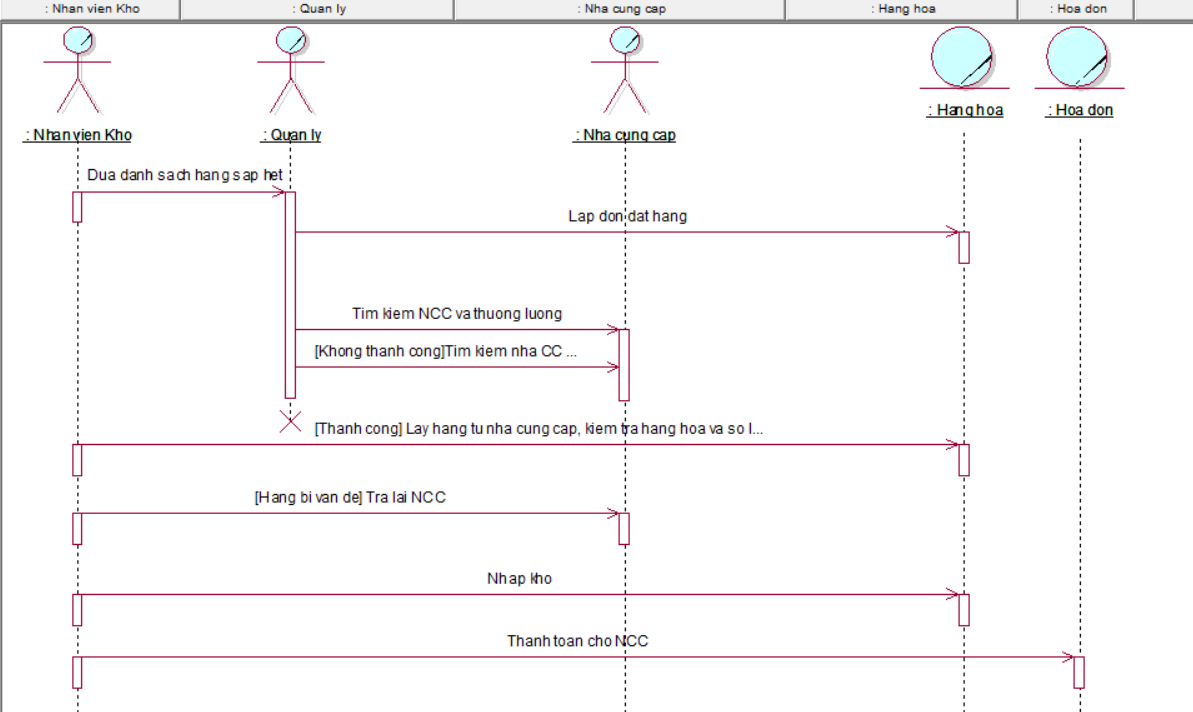 : Nhan vien Kho
: Quan ly
: Nha cung cap
: Hang hoa
: Hoa don
: Nhan vien Kho
: Quan ly
: Nha cung cap
: Hang hoa
: Hoa don
Dua danh sach hang sap het
Lap don dat hang
Tim kiem NCC va thuong luong
[Khong thanh cong]Tim kiem nha CC ...
[Thanh cong] Lay hang tu nha cung cap, kiem tra hang hoa va so l...
[Hang bi van de] Tra lai NCC
Nhap kho
Thanh toan cho NCC